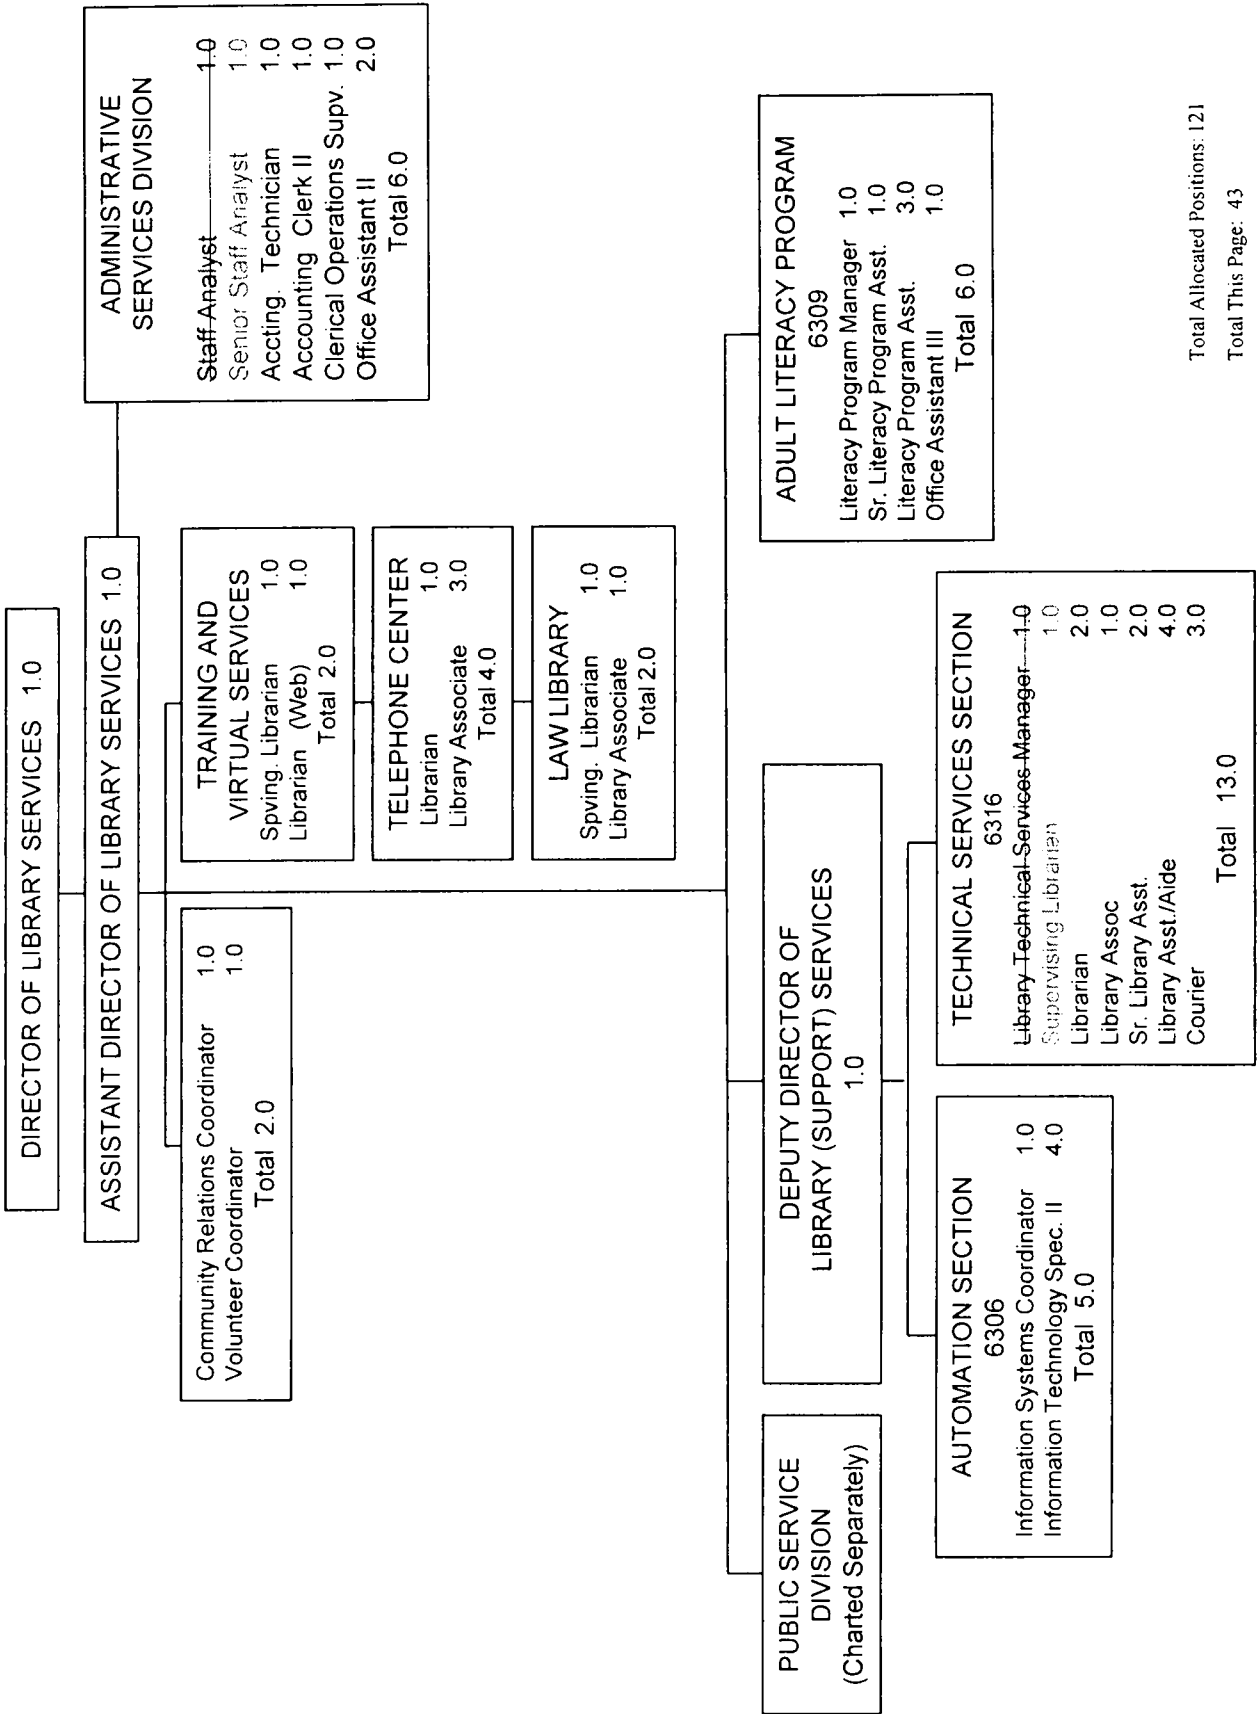 DIRECTOR OF LIBRARY SERVICES 1.0
ASSISTANT DIRECTOR OF LIBRARY SERVICES 1.0
ADMINISTRATIVE
SERVICES DIVISION
Staff Analyst 1.0
Senior Staff Analyst 1.0
Accting. Technician 1.0
Accounting Clerk II 1.0
Clerical Operations Supv. 1.0
Office Assistant II 2.0
Total 6.0
Community Relations Coordinator 1.0
Volunteer Coordinator 1.0
Total 2.0
TRAINING AND
VIRTUAL SERVICES
Spving. Librarian 1.0
Librarian (Web) 1.0
Total 2.0
TELEPHONE CENTER
Librarian 1.0
Library Associate 3.0
Total 4.0
LAW LIBRARY
Spving. Librarian 1.0
Library Associate 1.0
Total 2.0
PUBLIC SERVICE
DIVISION
(Charted Separately)
DEPUTY DIRECTOR OF
LIBRARY (SUPPORT) SERVICES
1.0
ADULT LITERACY PROGRAM
6309
Literacy Program Manager 1.0
Sr. Literacy Program Asst. 1.0
Literacy Program Asst. 3.0
Office Assistant III 1.0
Total 6.0
AUTOMATION SECTION
6306
Information Systems Coordinator 1.0
Information Technology Spec. II 4.0
Total 5.0
TECHNICAL SERVICES SECTION
6316
Library Technical Services Manager 1.0
Supervising Librarian 1.0
Librarian 2.0
Library Assoc 1.0
Sr. Library Asst. 2.0
Library Asst./Aide 4.0
Courier 3.0
Total 13.0
Total Allocated Positions: 121
Total This Page: 43